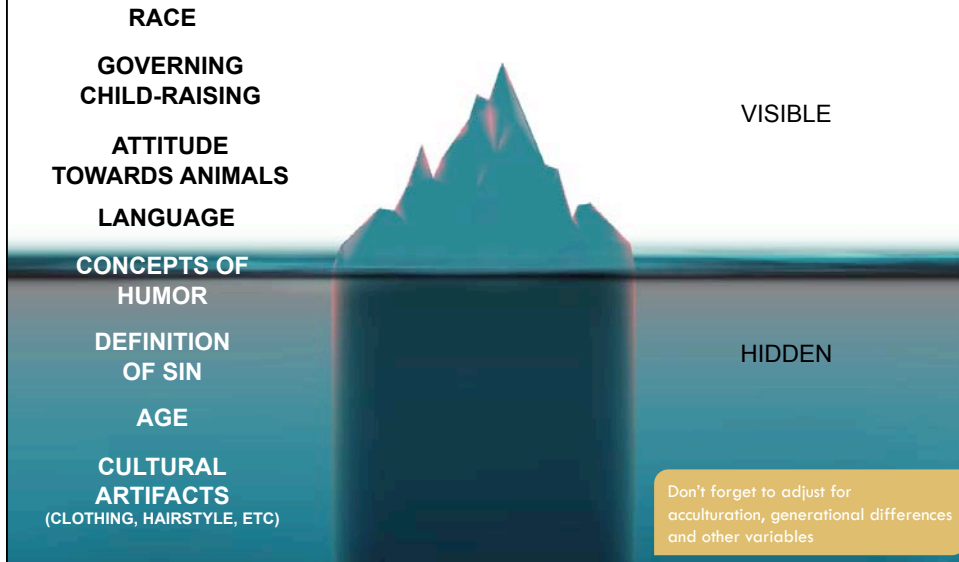 RACE
GOVERNING
CHILD-RAISING
ATTITUDE
TOWARDS ANIMALS
LANGUAGE
CONCEPTS OF
HUMOR
DEFINITION
OF SIN
AGE
CULTURAL
ARTIFACTS
(CLOTHING, HAIRSTYLE, ETC)
VISIBLE
HIDDEN
Don't forget to adjust for
acculturation, generational differences
and other variables